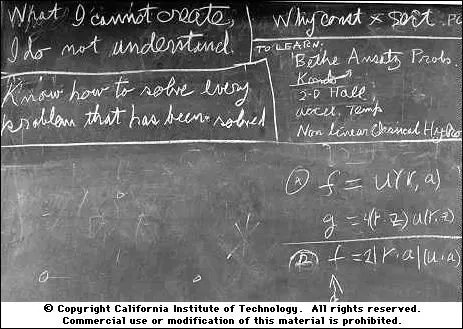 What I cannot create,
I do not understand.
Know how to solve every
problem that has been solved
Why const × sort . Po
TO LEARN:
Bethe Ansatz Probs.
Kondo
2-D Hall
accel. Temp
Non linear Classical Hydro
Ⓐ f = u(r, a)
g = 4(r·z) u(r, z)
Ⓑ f = 2|r·a|(u·a)
© Copyright California Institute of Technology. All rights reserved.
Commercial use or modification of this material is prohibited.